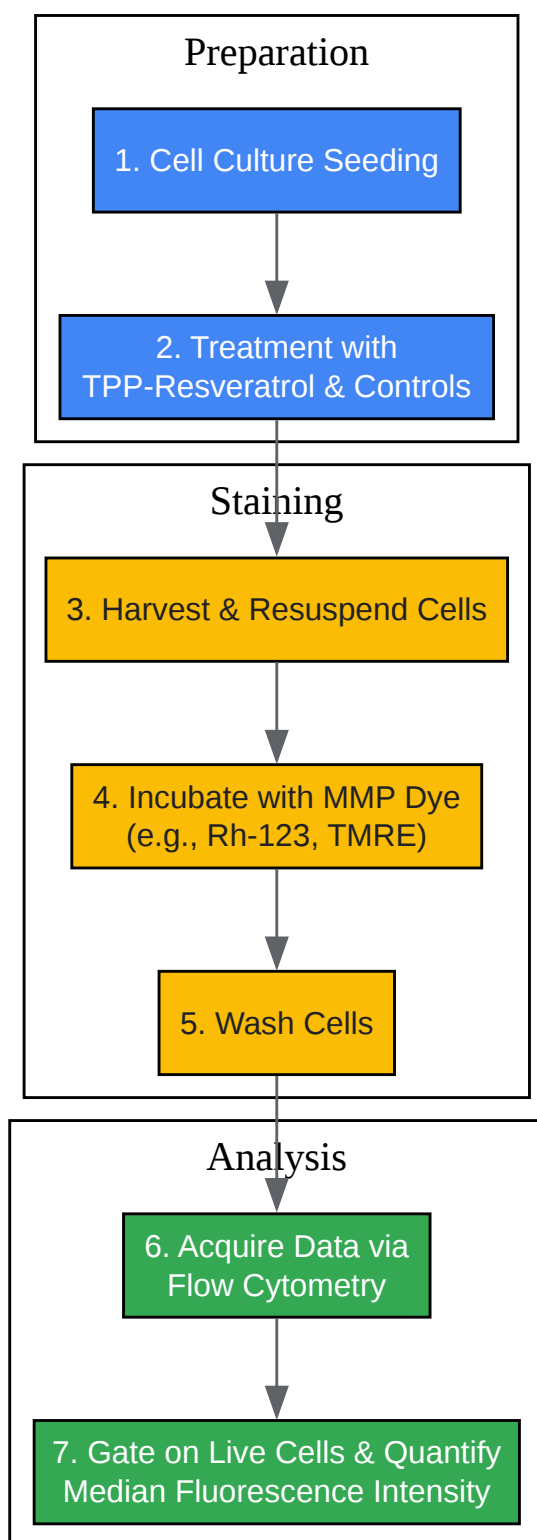 Preparation
1. Cell Culture Seeding
2. Treatment with
TPP-Resveratrol & Controls
Staining
3. Harvest & Resuspend Cells
4. Incubate with MMP Dye
(e.g., Rh-123, TMRE)
5. Wash Cells
Analysis
6. Acquire Data via
Flow Cytometry
7. Gate on Live Cells & Quantify
Median Fluorescence Intensity